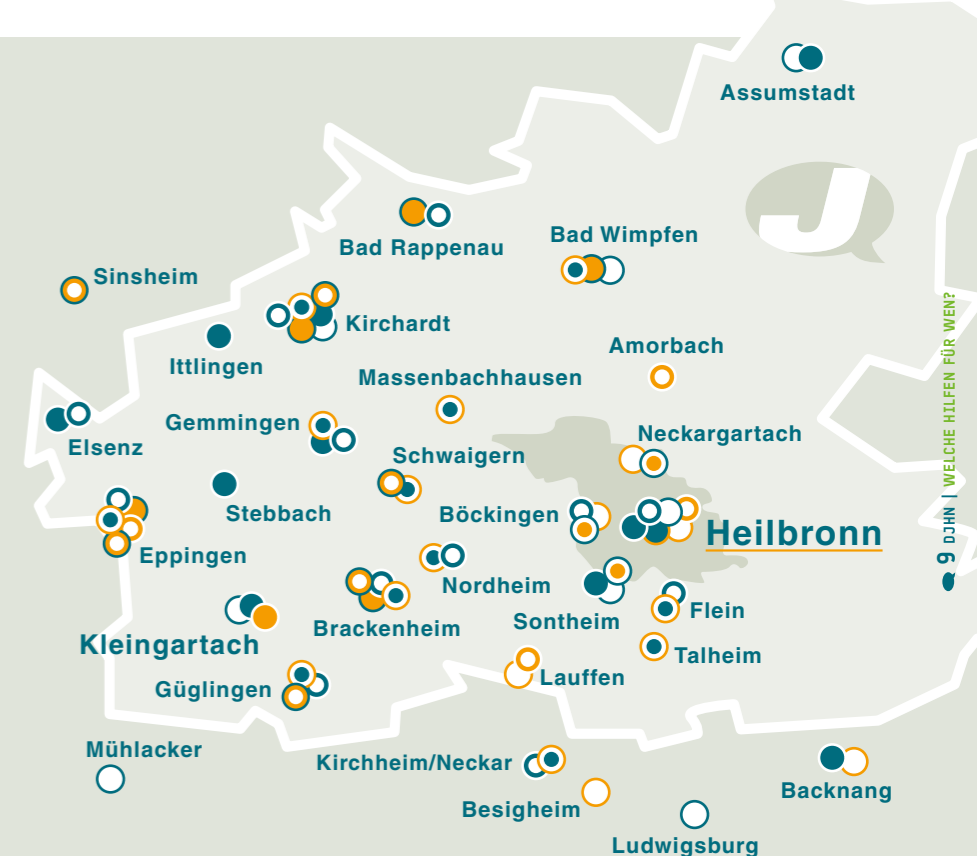 Assumstadt
J
Bad Rappenau
Bad Wimpfen
Sinsheim
Kirchardt
Ittlingen
Amorbach
Massenbachhausen
Gemmingen
Elsenz
Neckargartach
Schwaigern
Stebbach
Böckingen
Heilbronn
Eppingen
Nordheim
Flein
Sontheim
Brackenheim
Kleingartach
Talheim
Lauffen
Güglingen
Mühlacker
Kirchheim/Neckar
Backnang
Besigheim
Ludwigsburg
9 DJHN | WELCHE HILFEN FÜR WEN?